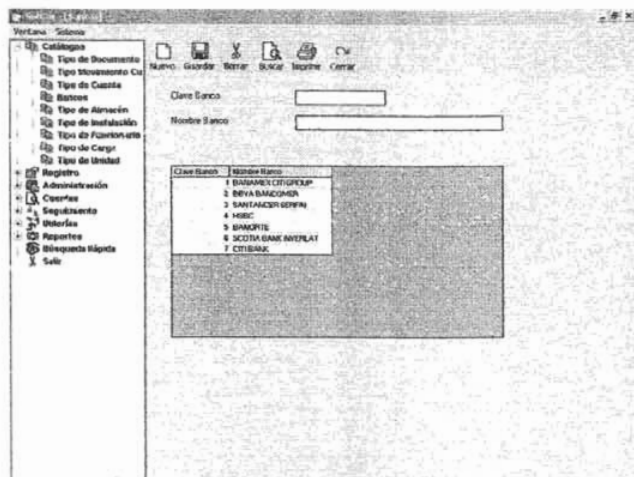 Ventana Sistema
Nuevo Guardar Borrar Buscar Imprimir Cerrar
Catálogos
Tipo de Documento
Tipo Movimiento Cu
Tipo de Cuenta
Bancos
Tipo de Almacén
Tipo de Instalación
Tipo de
Tipo de Carga
Tipo de Unidad
Registro
Administración
Cuentas
Seguimiento
Reportes
Búsqueda Rápida
Salir
Clave Banco
Nombre Banco
Clave Banco Nombre Banco
1 BANAMEX CITIGROUP
2 BBVA BANCOMER
3 SANTANDER SERFIN
4 HSBC
5 BANORTE
6 SCOTIA BANK INVERLAT
7 CITIBANK